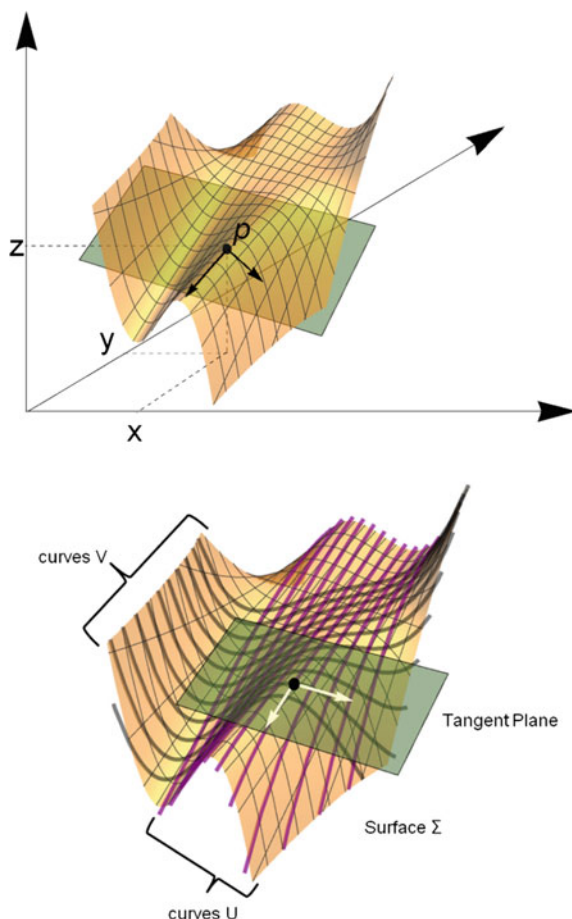 p
z
y
x
curves V
Tangent Plane
Surface Σ
curves U